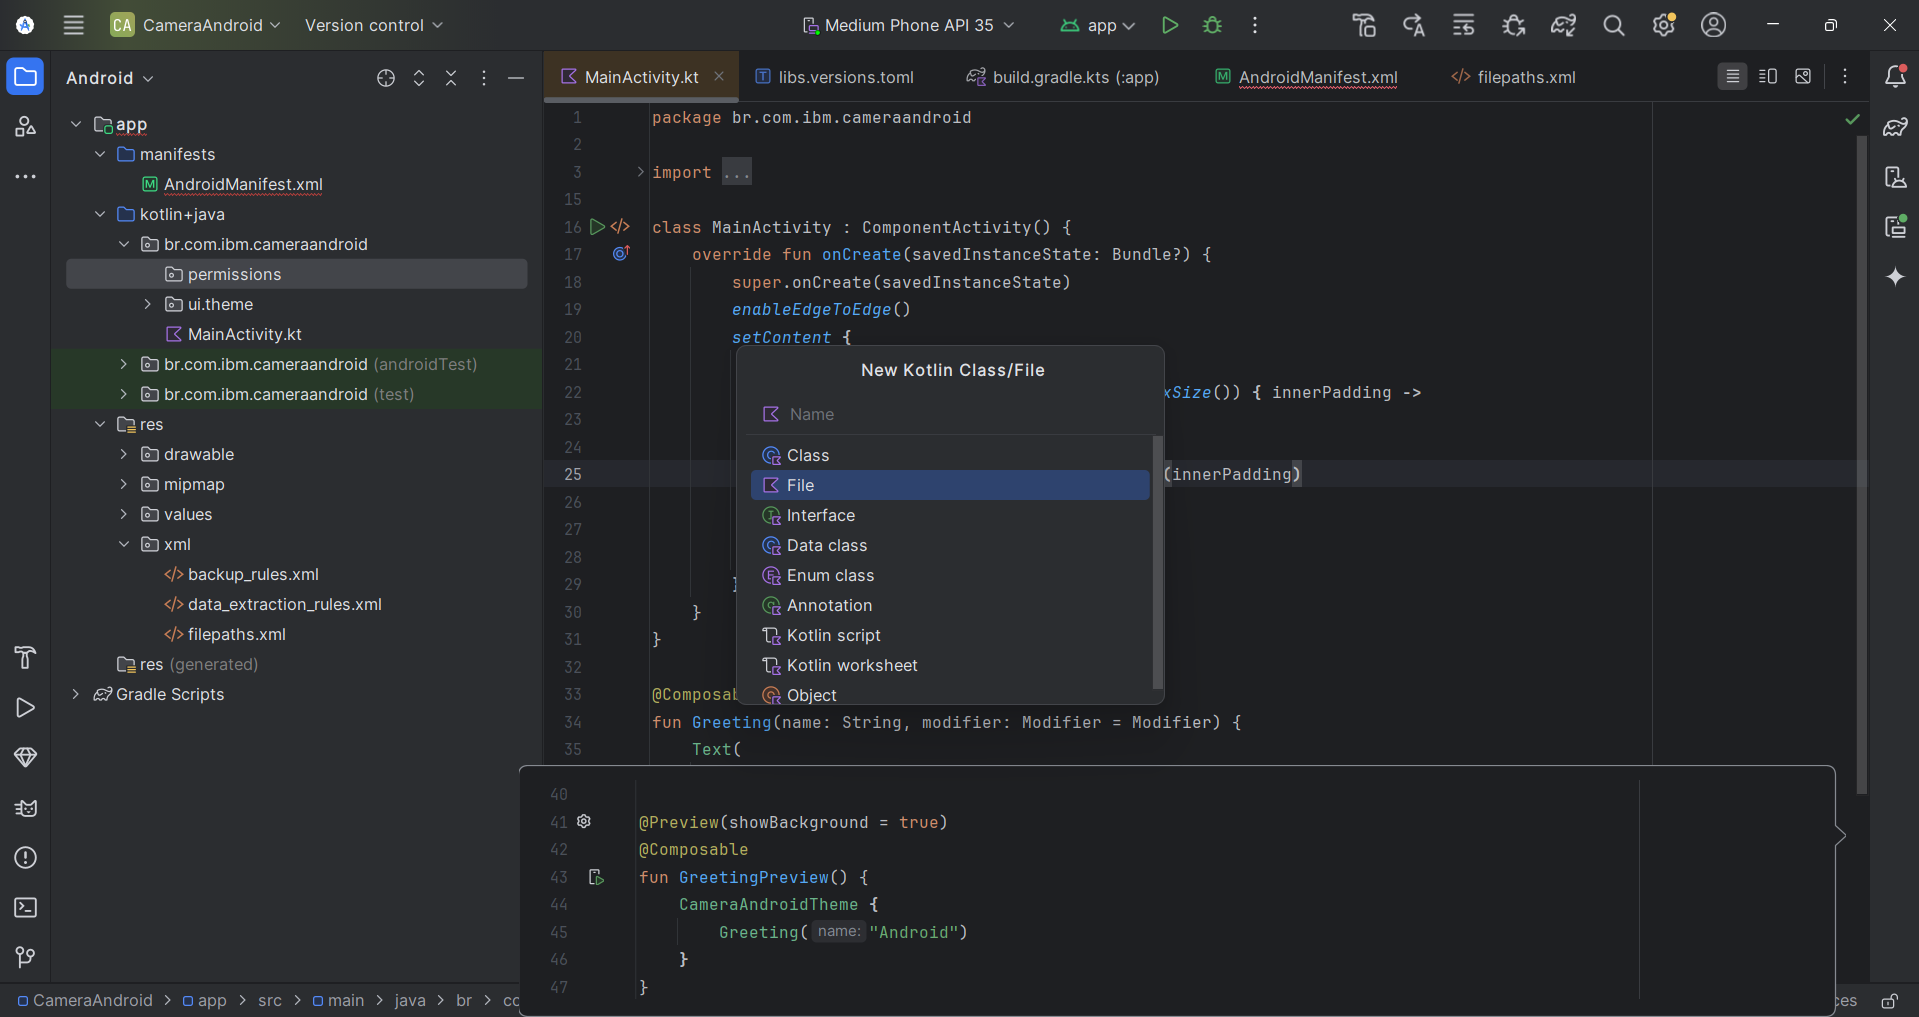 CA CameraAndroid Version control Medium Phone API 35 app
Android
MainActivity.kt libs.versions.toml build.gradle.kts (:app) AndroidManifest.xml filepaths.xml
app
manifests
AndroidManifest.xml
kotlin+java
br.com.ibm.cameraandroid
permissions
ui.theme
MainActivity.kt
br.com.ibm.cameraandroid (androidTest)
br.com.ibm.cameraandroid (test)
res
drawable
mipmap
values
xml
backup_rules.xml
data_extraction_rules.xml
filepaths.xml
res (generated)
Gradle Scripts
1 package br.com.ibm.cameraandroid
2
3 import ...
15
16 class MainActivity : ComponentActivity() {
17 override fun onCreate(savedInstanceState: Bundle?) {
18 super.onCreate(savedInstanceState)
19 enableEdgeToEdge()
20 setContent {
21
22 xSize()) { innerPadding ->
23
24
25 (innerPadding)
26
27
28
29 }
30 }
31 }
32
33 @Composab
34 fun Greeting(name: String, modifier: Modifier = Modifier) {
35 Text(
New Kotlin Class/File
Name
Class
File
Interface
Data class
Enum class
Annotation
Kotlin script
Kotlin worksheet
Object
40
41 @Preview(showBackground = true)
42 @Composable
43 fun GreetingPreview() {
44 CameraAndroidTheme {
45 Greeting( name: "Android")
46 }
47 }
CameraAndroid > app > src > main > java > br > co ces